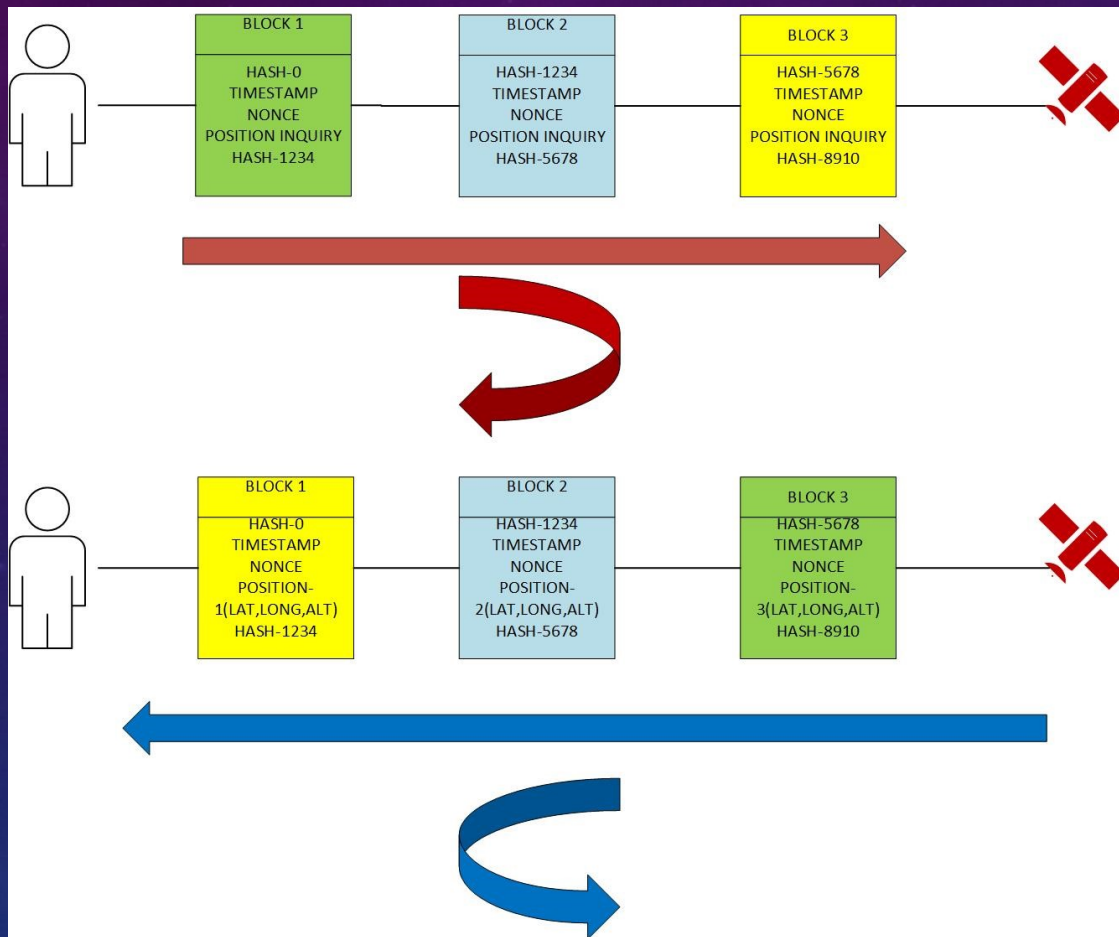 BLOCK 1
HASH-0
TIMESTAMP
NONCE
POSITION INQUIRY
HASH-1234
BLOCK 2
HASH-1234
TIMESTAMP
NONCE
POSITION INQUIRY
HASH-5678
BLOCK 3
HASH-5678
TIMESTAMP
NONCE
POSITION INQUIRY
HASH-8910
BLOCK 1
HASH-0
TIMESTAMP
NONCE
POSITION-
1(LAT,LONG,ALT)
HASH-1234
BLOCK 2
HASH-1234
TIMESTAMP
NONCE
POSITION-
2(LAT,LONG,ALT)
HASH-5678
BLOCK 3
HASH-5678
TIMESTAMP
NONCE
POSITION-
3(LAT,LONG,ALT)
HASH-8910